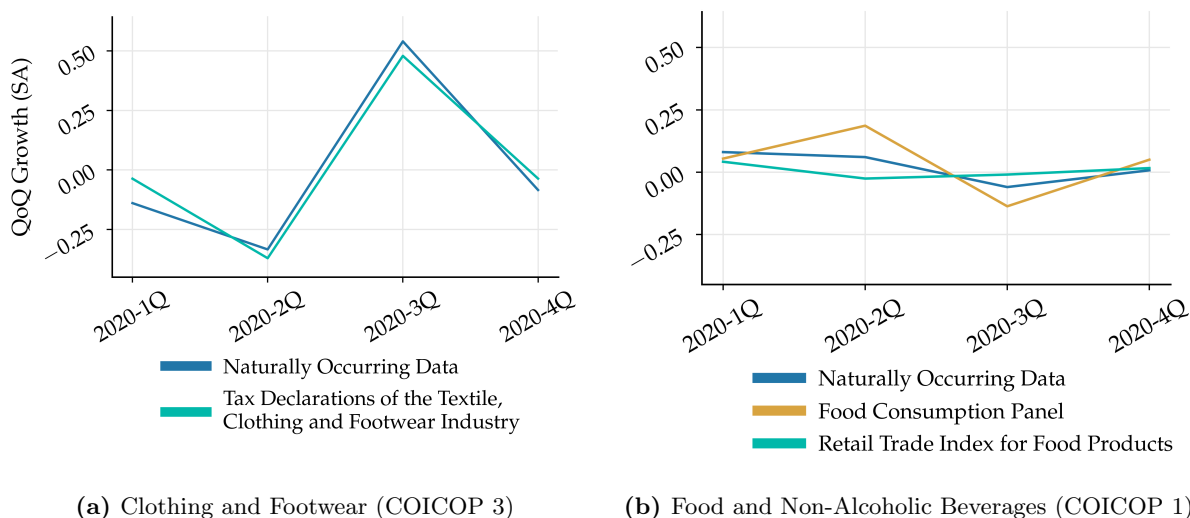 QoQ Growth (SA)
0.50
0.25
0.00
−0.25
2020-1Q
2020-2Q
2020-3Q
2020-4Q
Naturally Occurring Data
Tax Declarations of the Textile,
Clothing and Footwear Industry
(a) Clothing and Footwear (COICOP 3)
0.50
0.25
0.00
−0.25
2020-1Q
2020-2Q
2020-3Q
2020-4Q
Naturally Occurring Data
Food Consumption Panel
Retail Trade Index for Food Products
(b) Food and Non-Alcoholic Beverages (COICOP 1)